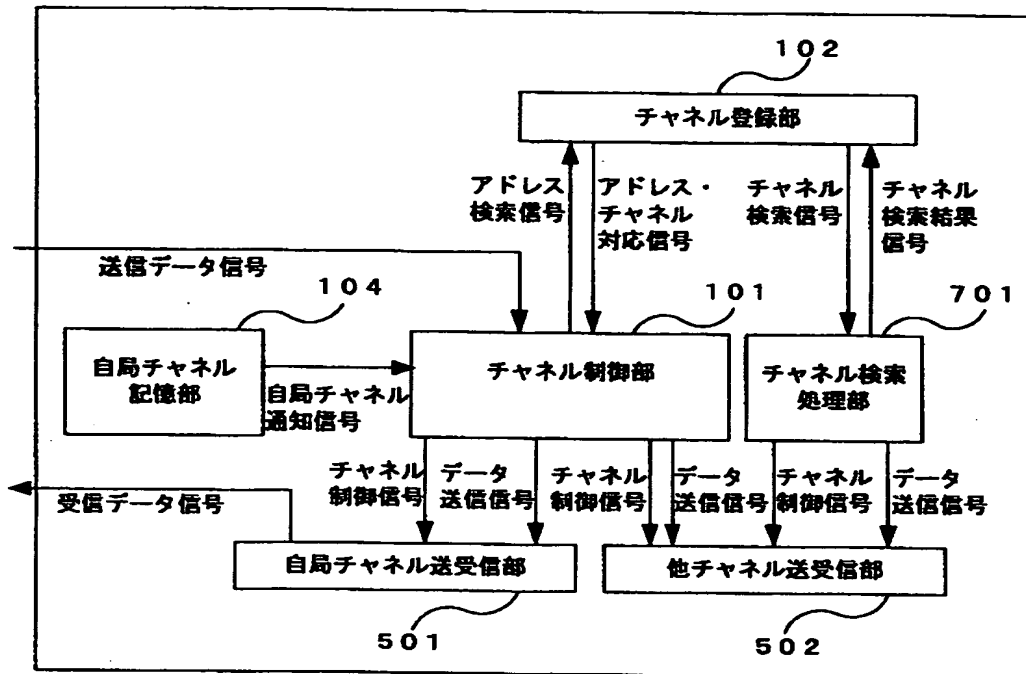 102
チャネル登録部
アドレス
検索信号
アドレス・
チャネル
対応信号
チャネル
検索信号
チャネル
検索結果
信号
送信データ信号
104
101
701
自局チャネル
記憶部
自局チャネル
通知信号
チャネル制御部
チャネル検索
処理部
チャネル
制御信号
データ
送信信号
チャネル
制御信号
データ
送信信号
チャネル
制御信号
データ
送信信号
受信データ信号
自局チャネル送受信部
他チャネル送受信部
501
502